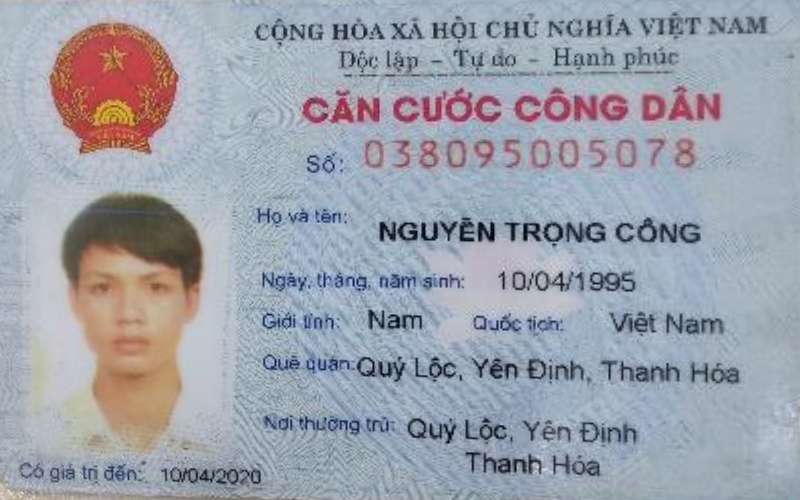 CỘNG HÒA XÃ HỘI CHỦ NGHĨA VIỆT NAM
Độc lập - Tự do - Hạnh phúc
CĂN CƯỚC CÔNG DÂN
Số: 038095005078
Họ và tên: NGUYỄN TRỌNG CÔNG
Ngày, tháng, năm sinh: 10/04/1995
Giới tính: Nam Quốc tịch: Việt Nam
Quê quán: Quý Lộc, Yên Định, Thanh Hóa
Nơi thường trú: Quý Lộc, Yên Định
Thanh Hóa
Có giá trị đến: 10/04/2020